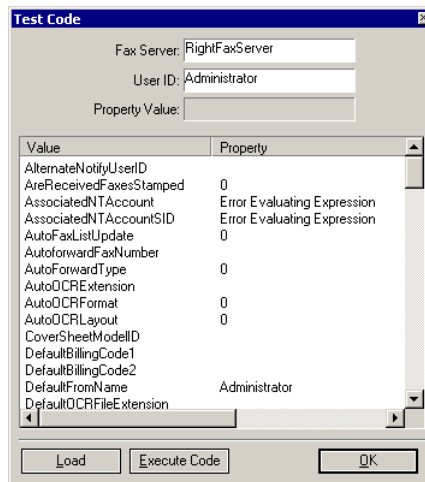 Test Code
Fax Server: RightFaxServer
User ID: Administrator
Property Value:
Value Property
AlternateNotifyUserID
AreReceivedFaxesStamped 0
AssociatedNTAccount Error Evaluating Expression
AssociatedNTAccountSID Error Evaluating Expression
AutoFaxListUpdate 0
AutoforwardFaxNumber
AutoForwardType 0
AutoOCRExtension
AutoOCRFormat 0
AutoOCRLayout 0
CoverSheetModelID
DefaultBillingCode1
DefaultBillingCode2
DefaultFromName Administrator
DefaultOCRFileExtension
Load Execute Code OK